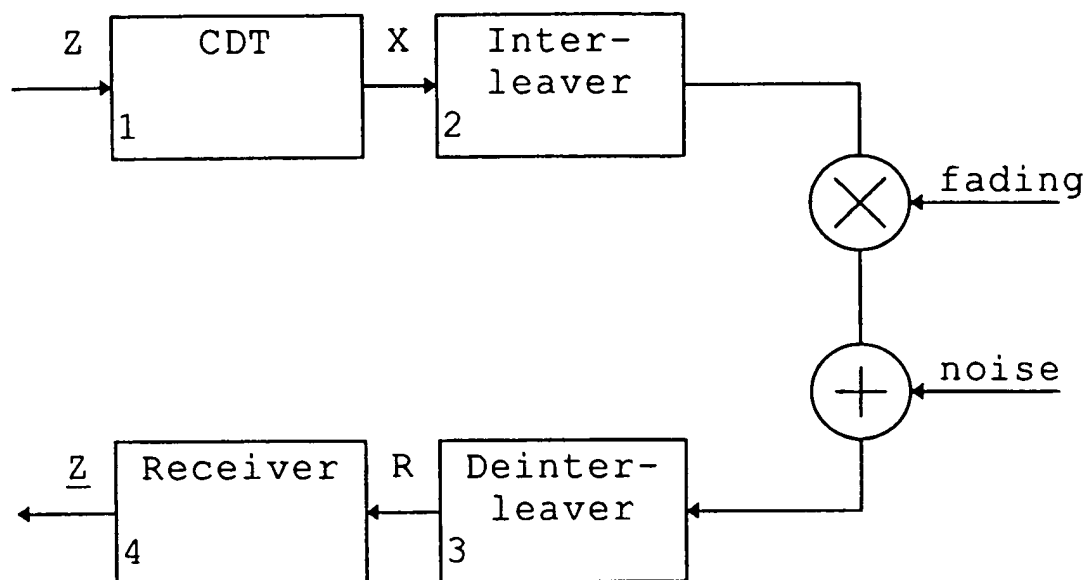 Z
CDT
1
X
Inter-
leaver
2
fading
noise
Z
Receiver
4
R
Deinter-
leaver
3